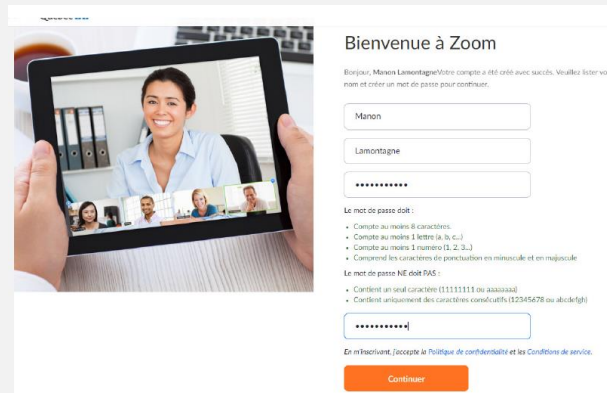 Bienvenue à Zoom
Bonjour, Manon LamontagneVotre compte a été créé avec succès. Veuillez lister vo
nom et créer un mot de passe pour continuer.
Manon
Lamontagne
•••••••••••
Le mot de passe doit :
• Compte au moins 8 caractères.
• Compte au moins 1 lettre (a, b, c...)
• Compte au moins 1 numéro (1, 2, 3...)
• Comprend les caractères de ponctuation en minuscule et en majuscule
Le mot de passe NE doit PAS :
• Contient un seul caractère (11111111 ou aaaaaaaa)
• Contient uniquement des caractères consécutifs (12345678 ou abcdefgh)
•••••••••••
En m'inscrivant, j'accepte la Politique de confidentialité et les Conditions de service.
Continuer